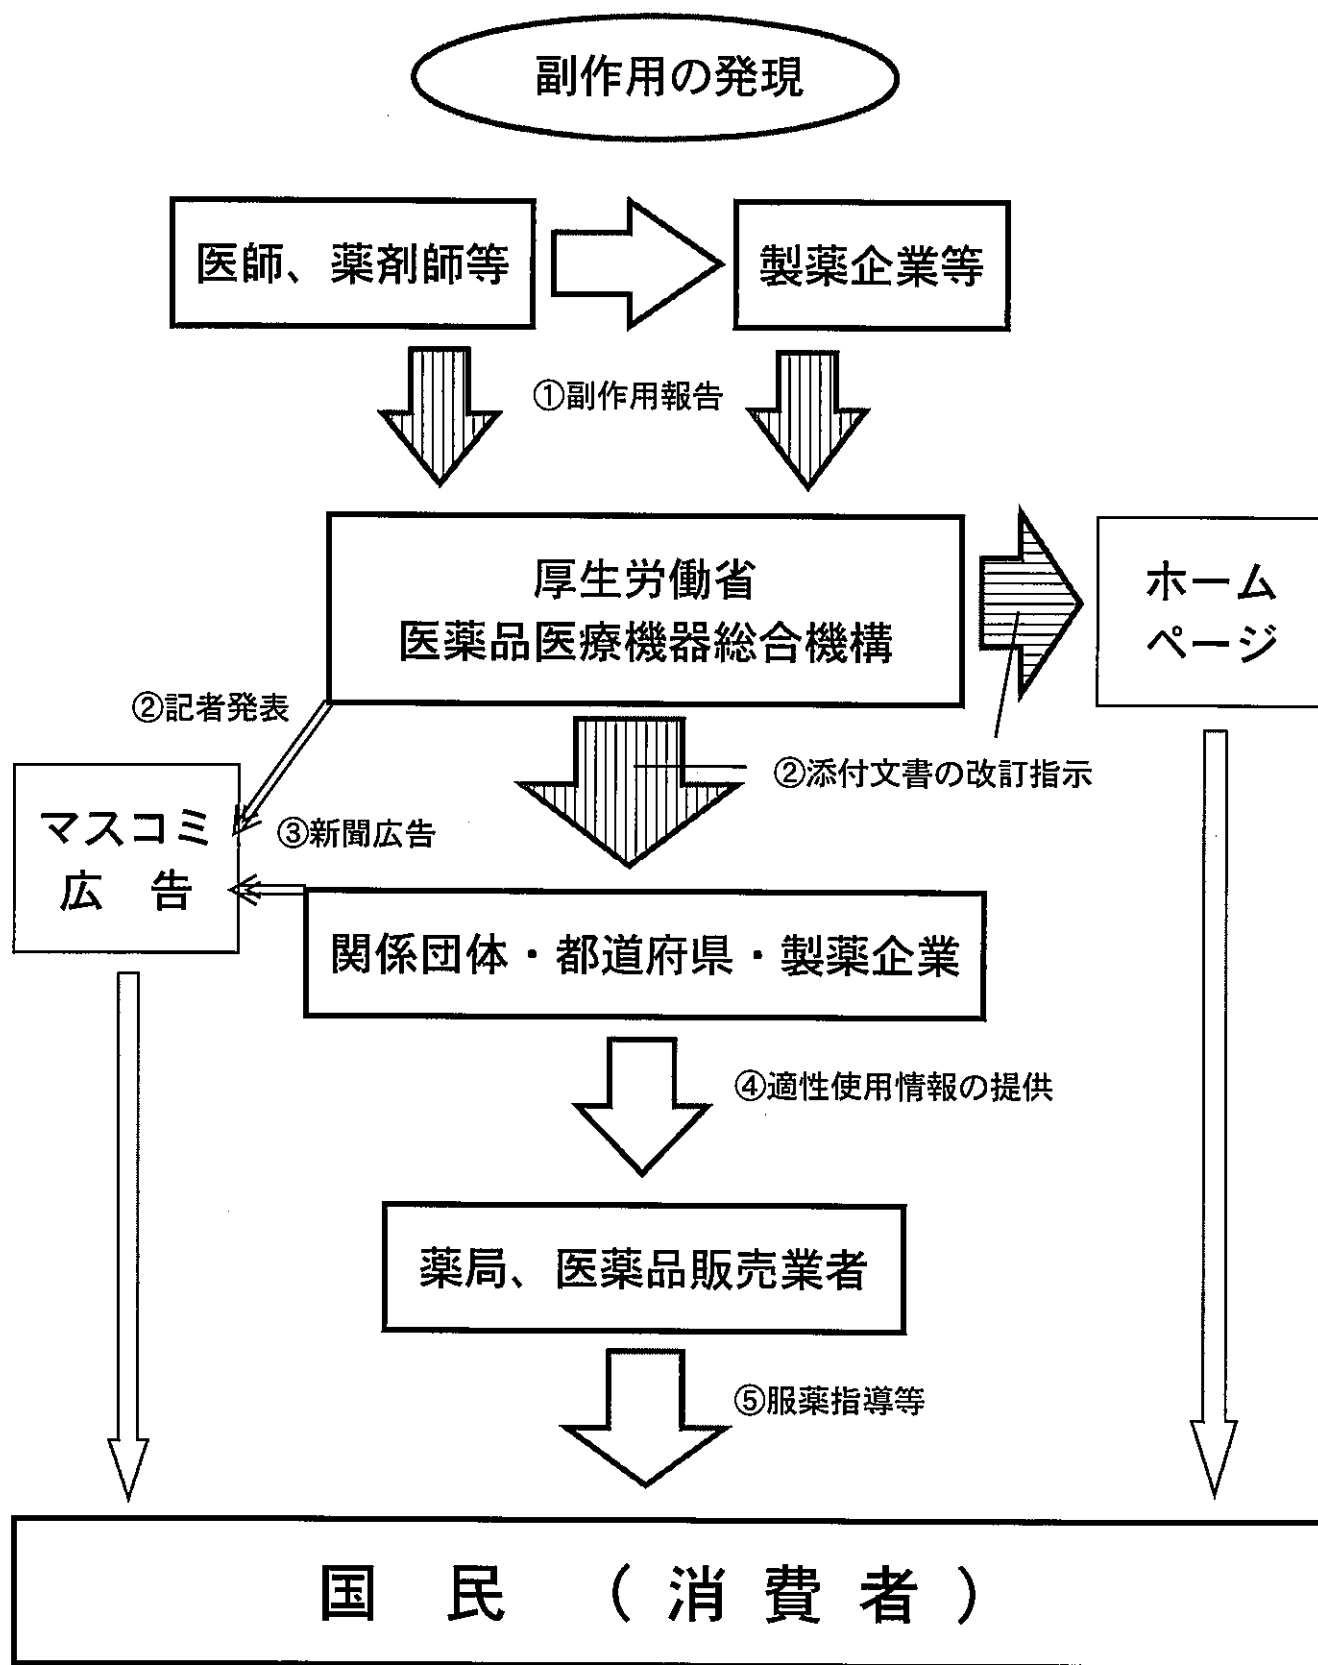 副作用の発現
医師、薬剤師等
製薬企業等
①副作用報告
厚生労働省
医薬品医療機器総合機構
ホーム
ページ
②記者発表
②添付文書の改訂指示
マスコミ
広 告
③新聞広告
関係団体・都道府県・製薬企業
④適性使用情報の提供
薬局、医薬品販売業者
⑤服薬指導等
国 民 （ 消 費 者 ）